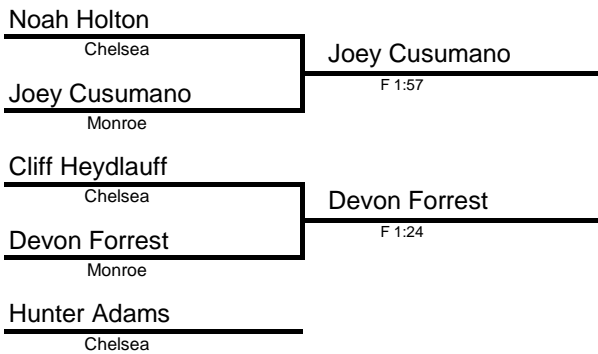 Noah Holton
Chelsea
Joey Cusumano
F 1:57
Joey Cusumano
Monroe
Cliff Heydlauff
Chelsea
Devon Forrest
F 1:24
Devon Forrest
Monroe
Hunter Adams
Chelsea